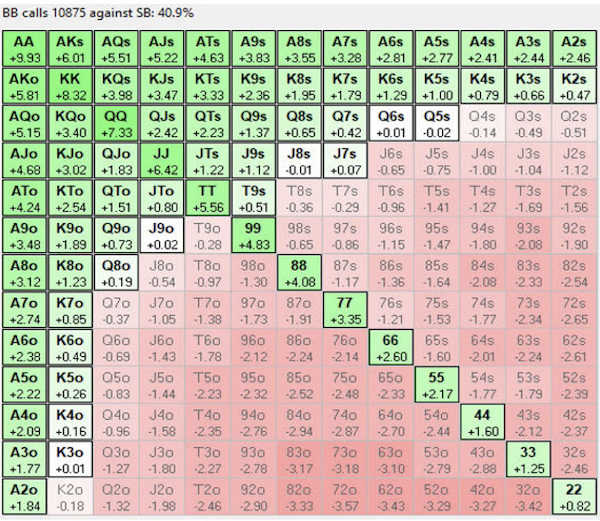 BB calls 10875 against SB: 40.9%
AA AKs AQs AJs ATs A9s A8s A7s A6s A5s A4s A3s A2s
+9.93 +6.01 +5.51 +5.22 +4.63 +3.83 +3.55 +3.28 +2.81 +2.77 +2.41 +2.44 +2.46
AKo KK KQs KJs KTs K9s K8s K7s K6s K5s K4s K3s K2s
+5.81 +8.32 +3.98 +3.47 +3.33 +2.36 +1.95 +1.79 +1.29 +1.00 +0.79 +0.66 +0.47
AQo KQo QQ QJs QTs Q9s Q8s Q7s Q6s Q5s Q4s Q3s Q2s
+5.15 +3.40 +7.33 +2.42 +2.23 +1.37 +0.65 +0.42 +0.01 -0.02 -0.14 -0.49 -0.51
AJo KJo QJo JJ JTs J9s J8s J7s J6s J5s J4s J3s J2s
+4.68 +3.02 +1.83 +6.42 +1.22 +1.12 -0.01 +0.07 -0.65 -0.75 -1.00 -1.04 -1.12
ATo KTo QTo JTo TT T9s T8s T7s T6s T5s T4s T3s T2s
+4.24 +2.54 +1.51 +0.80 +5.56 +0.51 -0.36 -0.29 -0.96 -1.41 -1.27 -1.69 -1.56
A9o K9o Q9o J9o T9o 99 98s 97s 96s 95s 94s 93s 92s
+3.48 +1.89 +0.73 +0.02 -0.28 +4.83 -0.65 -0.86 -1.15 -1.47 -1.80 -2.08 -1.90
A8o K8o Q8o J8o T8o 98o 88 87s 86s 85s 84s 83s 82s
+3.12 +1.23 +0.19 -0.54 -0.97 -1.30 +4.08 -1.17 -1.36 -1.64 -2.08 -2.33 -2.54
A7o K7o Q7o J7o T7o 97o 87o 77 76s 75s 74s 73s 72s
+2.74 +0.85 -0.37 -1.05 -1.38 -1.73 -1.91 +3.35 -1.21 -1.53 -1.77 -2.34 -2.65
A6o K6o Q6o J6o T6o 96o 86o 76o 66 65s 64s 63s 62s
+2.38 +0.49 -0.69 -1.43 -1.78 -2.12 -2.24 -2.14 +2.60 -1.60 -2.01 -2.24 -2.61
A5o K5o Q5o J5o T5o 95o 85o 75o 65o 55 54s 53s 52s
+2.22 +0.26 -0.83 -1.44 -2.23 -2.32 -2.52 -2.48 -2.33 +2.17 -1.77 -1.79 -2.39
A4o K4o Q4o J4o T4o 94o 84o 74o 64o 54o 44 43s 42s
+2.09 +0.16 -0.96 -1.58 -2.35 -2.76 -2.94 -2.87 -2.70 -2.44 +1.60 -2.12 -2.37
A3o K3o Q3o J3o T3o 93o 83o 73o 63o 53o 43o 33 32s
+1.77 +0.01 -1.27 -1.80 -2.27 -2.78 -3.17 -3.18 -3.10 -2.79 -2.88 +1.25 -2.46
A2o K2o Q2o J2o T2o 92o 82o 72o 62o 52o 42o 32o 22
+1.84 -0.18 -1.32 -1.98 -2.46 -2.90 -3.33 -3.57 -3.43 -3.29 -3.27 -3.42 +0.82